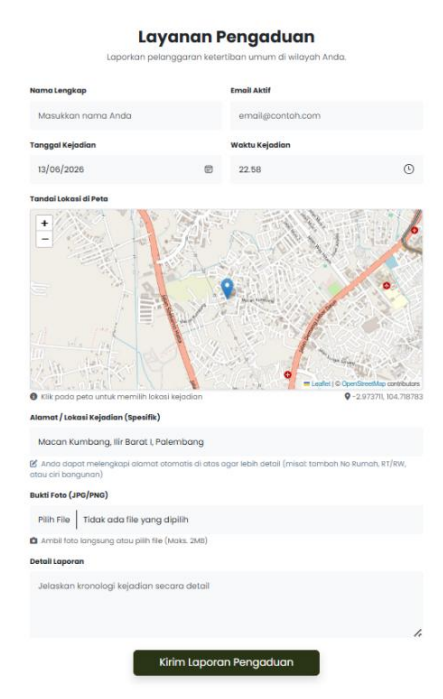 Layanan Pengaduan
Laporkan pelanggaran ketertiban umum di wilayah Anda.
Nama Lengkap
Email Aktif
Masukkan nama Anda
email@contoh.com
Tanggal Kejadian
Waktu Kejadian
13/06/2026
22.58
Tandai Lokasi di Peta
+
−
Leaflet | © OpenStreetMap contributors
Klik pada peta untuk memilih lokasi kejadian
-2.973711, 104.718783
Alamat / Lokasi Kejadian (Spesifik)
Macan Kumbang, Ilir Barat I, Palembang
Anda dapat melengkapi alamat otomatis di atas agar lebih detail (misal: tambah No Rumah, RT/RW,
atau ciri bangunan)
Bukti Foto (JPG/PNG)
Pilih File Tidak ada file yang dipilih
Ambil foto langsung atau pilih file (Maks. 2MB)
Detail Laporan
Jelaskan kronologi kejadian secara detail
Kirim Laporan Pengaduan